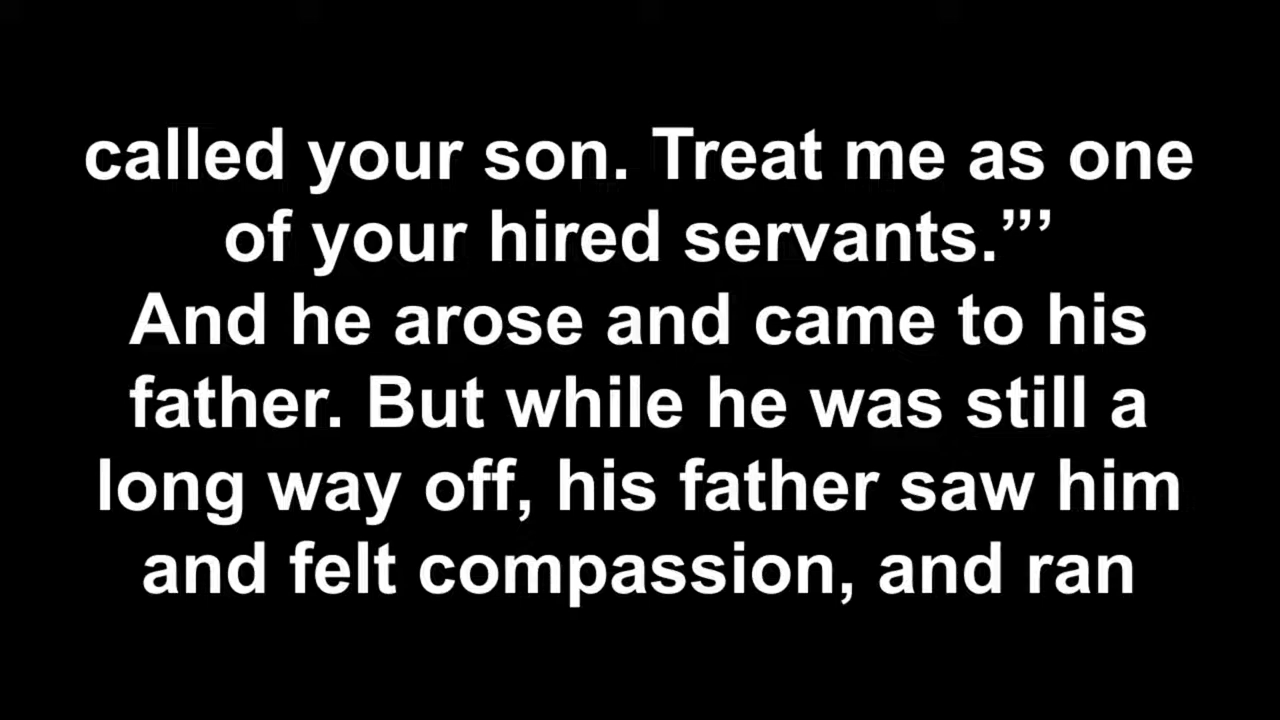 called your son. Treat me as one
of your hired servants.”’
And he arose and came to his
father. But while he was still a
long way off, his father saw him
and felt compassion, and ran